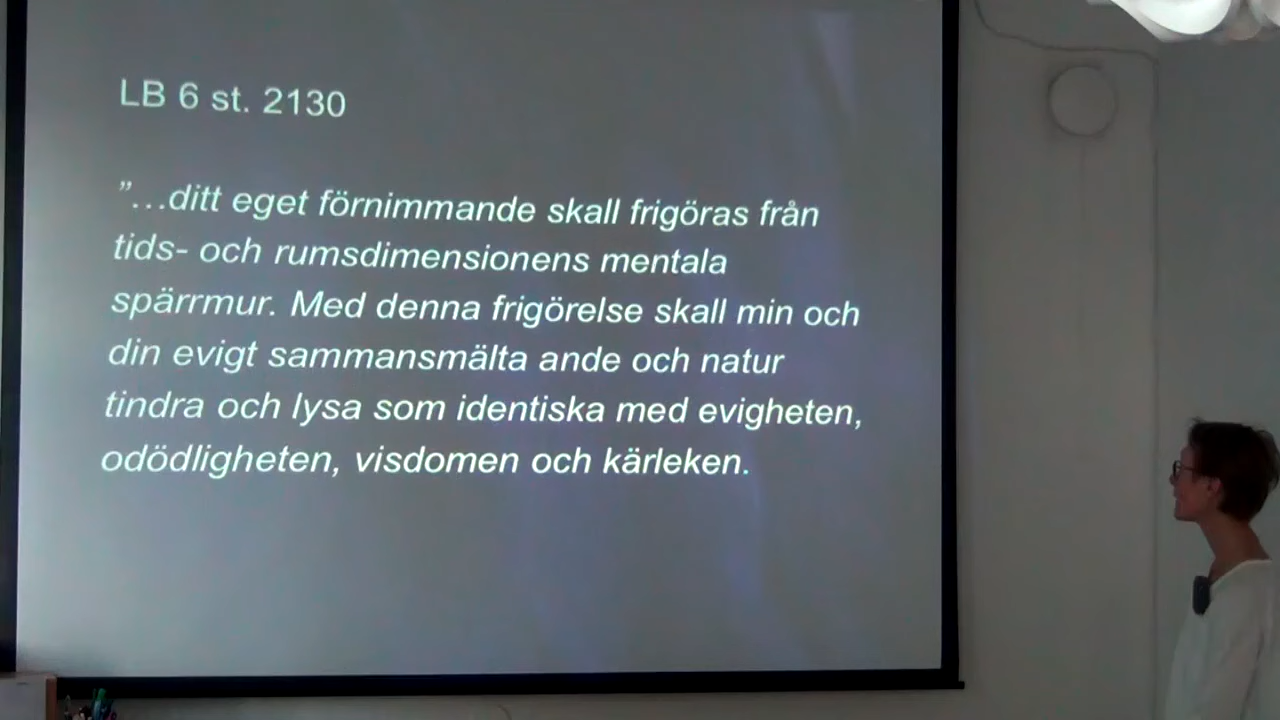 LB 6 st. 2130
”…ditt eget förnimmande skall frigöras från
tids- och rumsdimensionens mentala
spärrmur. Med denna frigörelse skall min och
din evigt sammansmälta ande och natur
tindra och lysa som identiska med evigheten,
odödligheten, visdomen och kärleken.